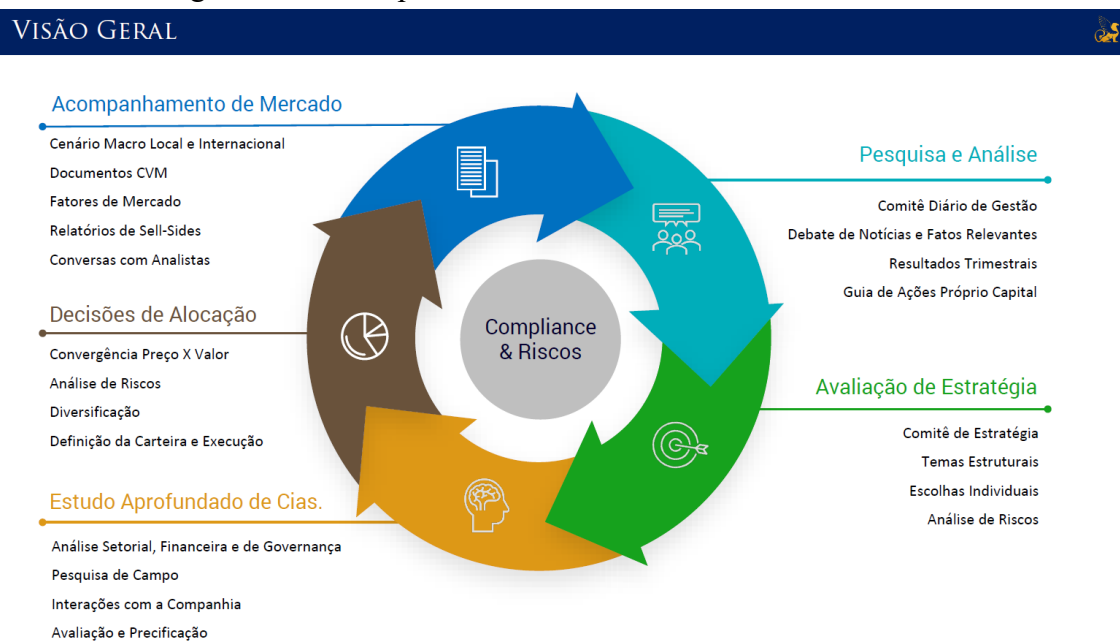 VISÃO GERAL
Acompanhamento de Mercado
Cenário Macro Local e Internacional
Documentos CVM
Fatores de Mercado
Relatórios de Sell-Sides
Conversas com Analistas
Pesquisa e Análise
Comitê Diário de Gestão
Debate de Notícias e Fatos Relevantes
Resultados Trimestrais
Guia de Ações Próprio Capital
Compliance
& Riscos
Avaliação de Estratégia
Comitê de Estratégia
Temas Estruturais
Escolhas Individuais
Análise de Riscos
Estudo Aprofundado de Cias.
Análise Setorial, Financeira e de Governança
Pesquisa de Campo
Interações com a Companhia
Avaliação e Precificação
Decisões de Alocação
Convergência Preço X Valor
Análise de Riscos
Diversificação
Definição da Carteira e Execução